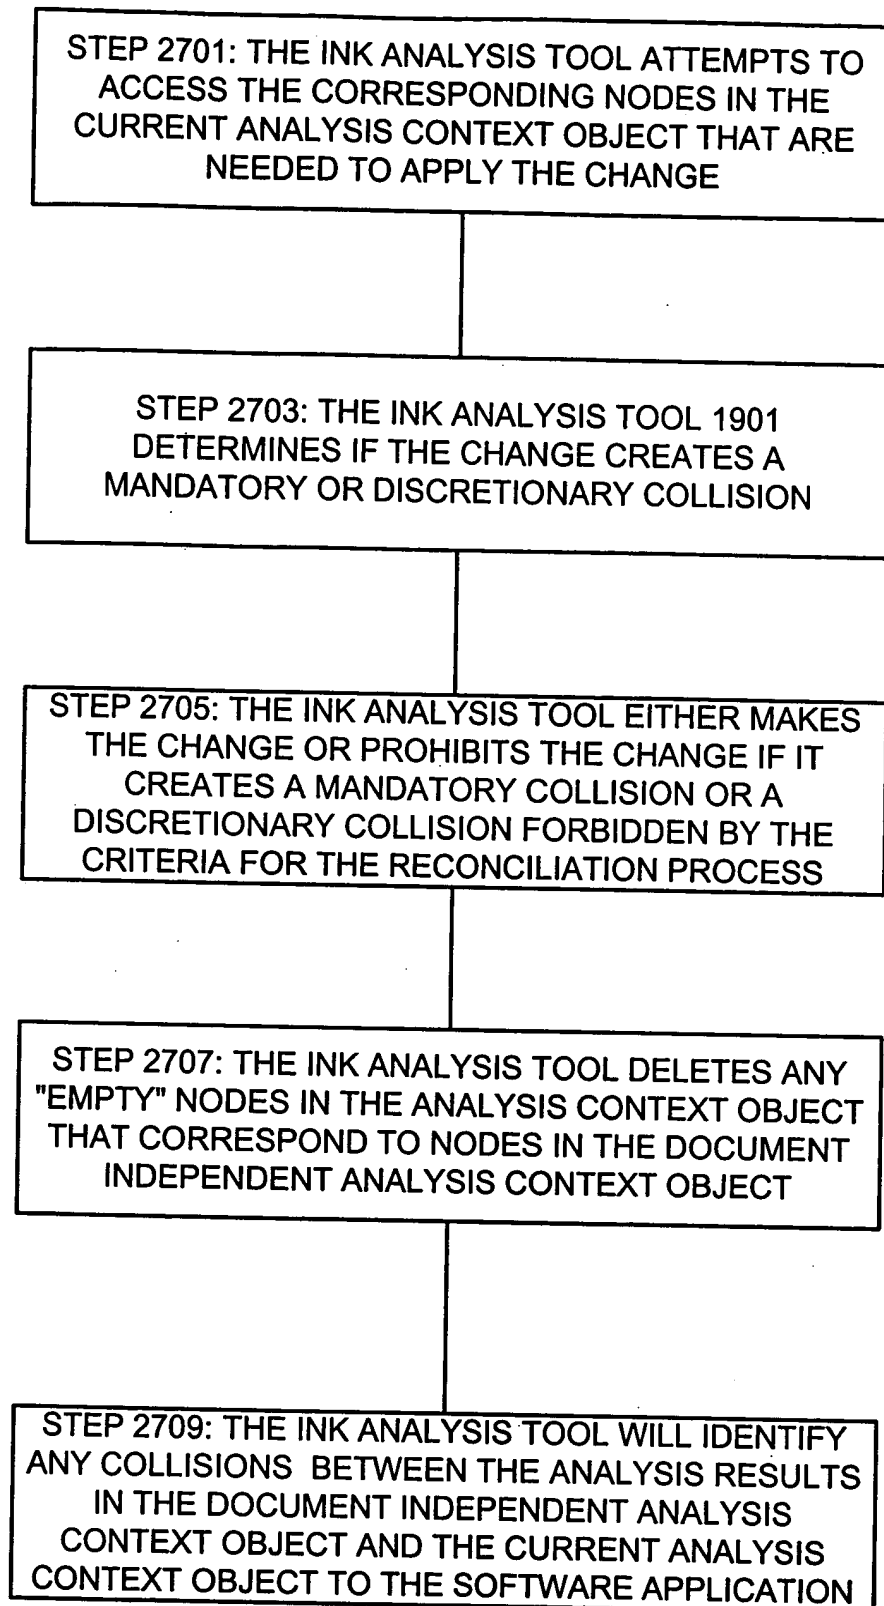 STEP 2701: THE INK ANALYSIS TOOL ATTEMPTS TO
ACCESS THE CORRESPONDING NODES IN THE
CURRENT ANALYSIS CONTEXT OBJECT THAT ARE
NEEDED TO APPLY THE CHANGE
STEP 2703: THE INK ANALYSIS TOOL 1901
DETERMINES IF THE CHANGE CREATES A
MANDATORY OR DISCRETIONARY COLLISION
STEP 2705: THE INK ANALYSIS TOOL EITHER MAKES
THE CHANGE OR PROHIBITS THE CHANGE IF IT
CREATES A MANDATORY COLLISION OR A
DISCRETIONARY COLLISION FORBIDDEN BY THE
CRITERIA FOR THE RECONCILIATION PROCESS
STEP 2707: THE INK ANALYSIS TOOL DELETES ANY
"EMPTY" NODES IN THE ANALYSIS CONTEXT OBJECT
THAT CORRESPOND TO NODES IN THE DOCUMENT
INDEPENDENT ANALYSIS CONTEXT OBJECT
STEP 2709: THE INK ANALYSIS TOOL WILL IDENTIFY
ANY COLLISIONS BETWEEN THE ANALYSIS RESULTS
IN THE DOCUMENT INDEPENDENT ANALYSIS
CONTEXT OBJECT AND THE CURRENT ANALYSIS
CONTEXT OBJECT TO THE SOFTWARE APPLICATION